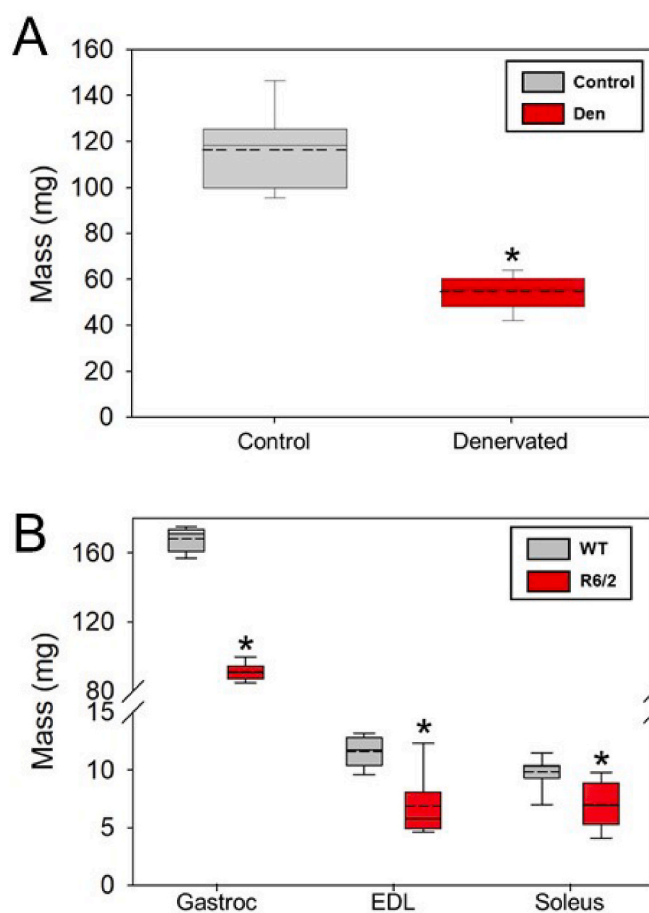 A
Mass (mg)
160
140
120
100
80
60
40
20
0
Control
Den
*
Control
Denervated
B
Mass (mg)
160
120
80
15
10
5
0
WT
R6/2
*
*
*
Gastroc
EDL
Soleus